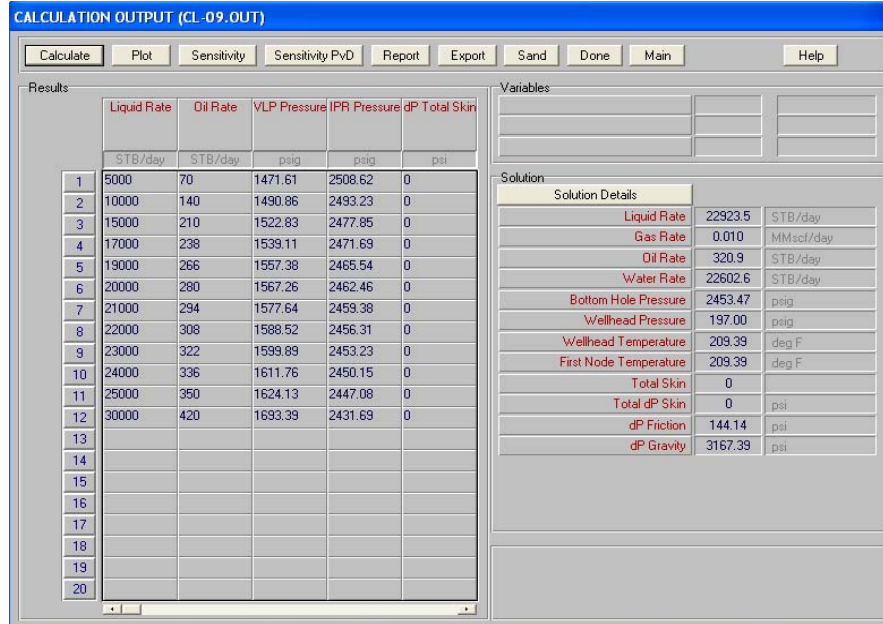 CALCULATION OUTPUT (CL-09.OUT)
Calculate Plot Sensitivity Sensitivity PvD Report Export Sand Done Main Help
Results
Liquid Rate Oil Rate VLP Pressure IPR Pressure dP Total Skin
STB/day STB/day psig psig psi
1 5000 70 1471.61 2508.62 0
2 10000 140 1490.86 2493.23 0
3 15000 210 1522.83 2477.85 0
4 17000 238 1539.11 2471.69 0
5 19000 266 1557.38 2465.54 0
6 20000 280 1567.26 2462.46 0
7 21000 294 1577.64 2459.38 0
8 22000 308 1588.52 2456.31 0
9 23000 322 1599.89 2453.23 0
10 24000 336 1611.76 2450.15 0
11 25000 350 1624.13 2447.08 0
12 30000 420 1693.39 2431.69 0
13
14
15
16
17
18
19
20
Variables
Solution
Solution Details
Liquid Rate 22923.5 STB/day
Gas Rate 0.010 MMscf/day
Oil Rate 320.9 STB/day
Water Rate 22602.6 STB/day
Bottom Hole Pressure 2453.47 psig
Wellhead Pressure 197.00 psig
Wellhead Temperature 209.39 deg F
First Node Temperature 209.39 deg F
Total Skin 0
Total dP Skin 0 psi
dP Friction 144.14 psi
dP Gravity 3167.39 psi